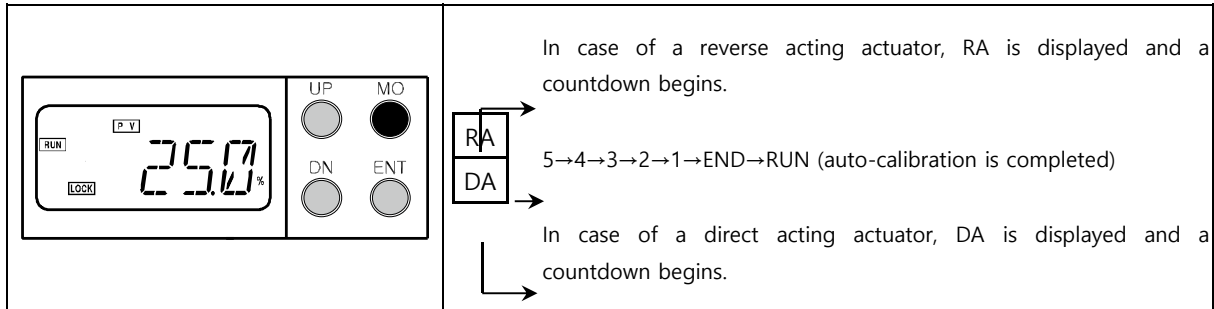 UP MO
P V
RUN
25.0 %
LOCK
DN ENT
RA
DA
In case of a reverse acting actuator, RA is displayed and a
countdown begins.
5→4→3→2→1→END→RUN (auto-calibration is completed)
In case of a direct acting actuator, DA is displayed and a
countdown begins.